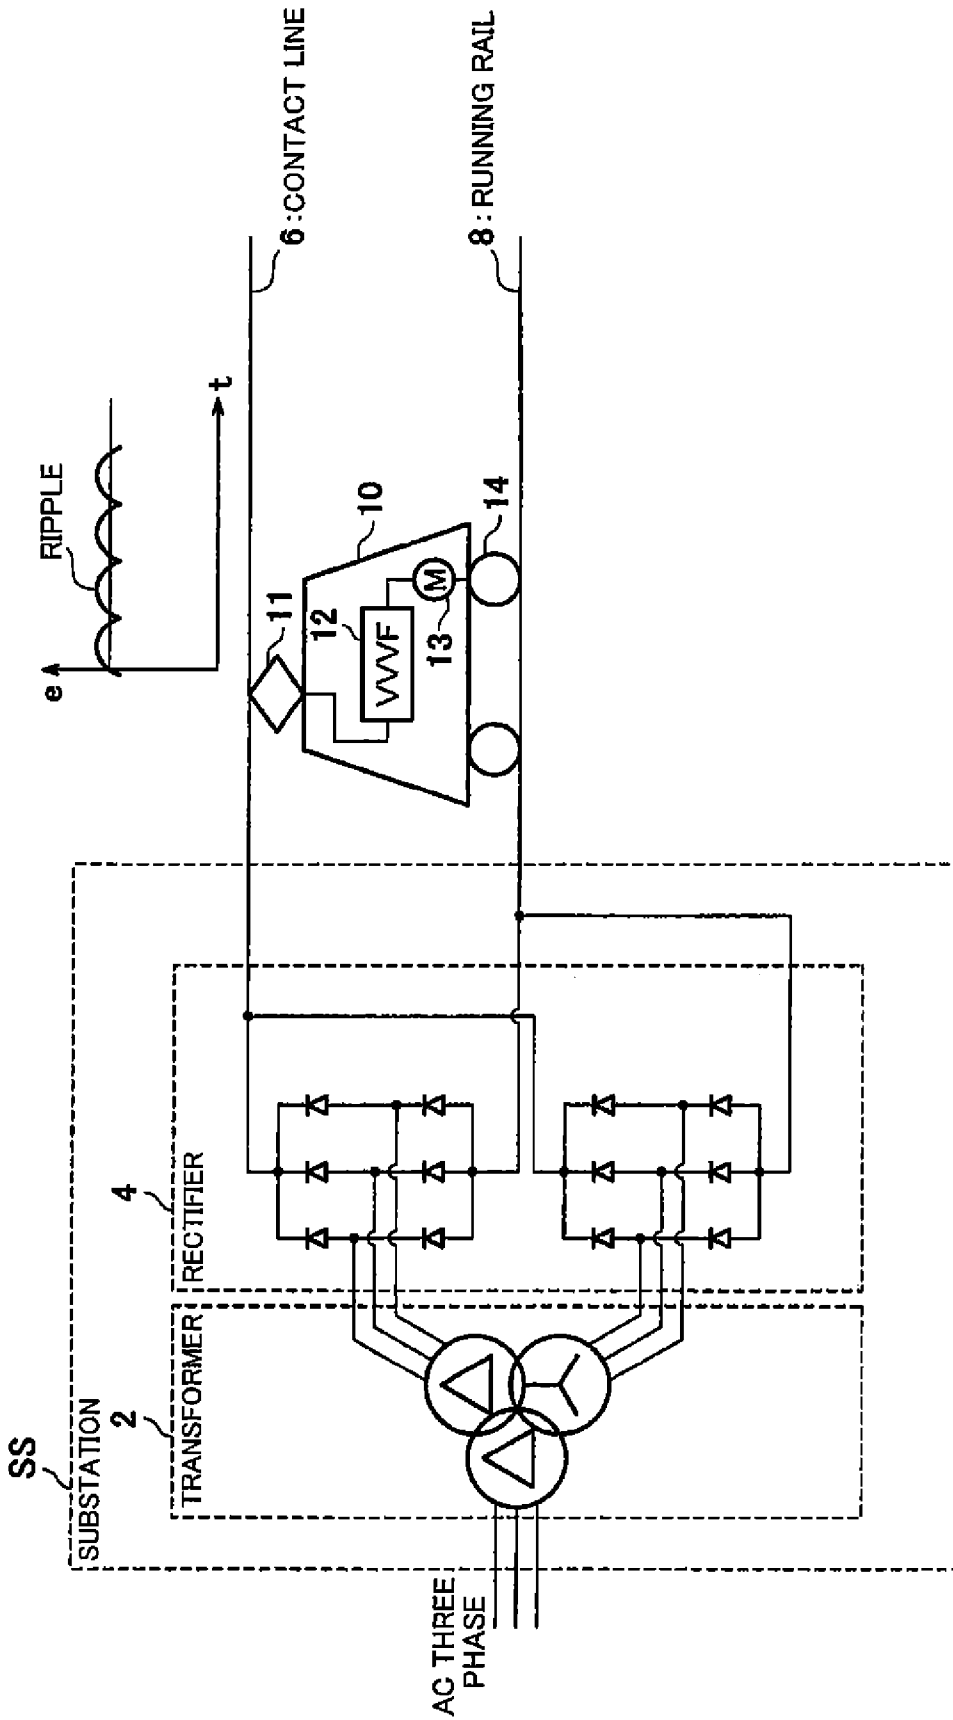 SS
SUBSTATION
2
TRANSFORMER
4
RECTIFIER
AC THREE
PHASE
e
RIPPLE
t
11
10
12
VVVF
M
13
14
6 : CONTACT LINE
8 : RUNNING RAIL